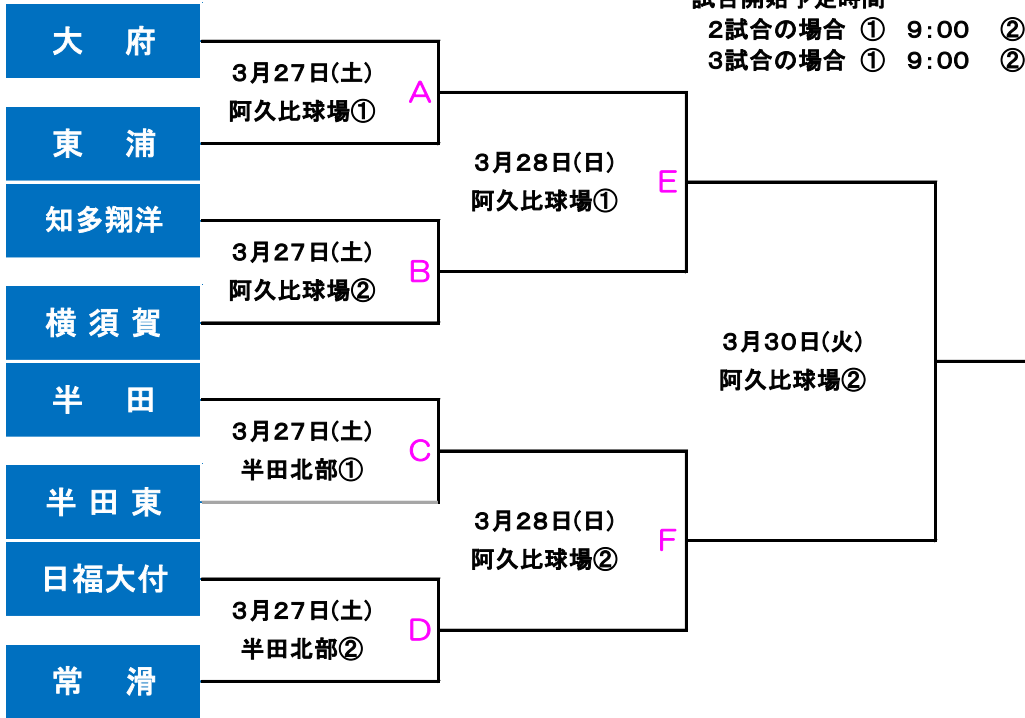 試合開始予定時間
2試合の場合 ① 9:00 ②
3試合の場合 ① 9:00 ②
大 府
3月27日(土)
阿久比球場①
A
東 浦
3月28日(日)
阿久比球場①
E
知多翔洋
3月27日(土)
阿久比球場②
B
横須賀
3月30日(火)
阿久比球場②
半 田
3月27日(土)
半田北部①
C
半田東
3月28日(日)
阿久比球場②
F
日福大付
3月27日(土)
半田北部②
D
常 滑